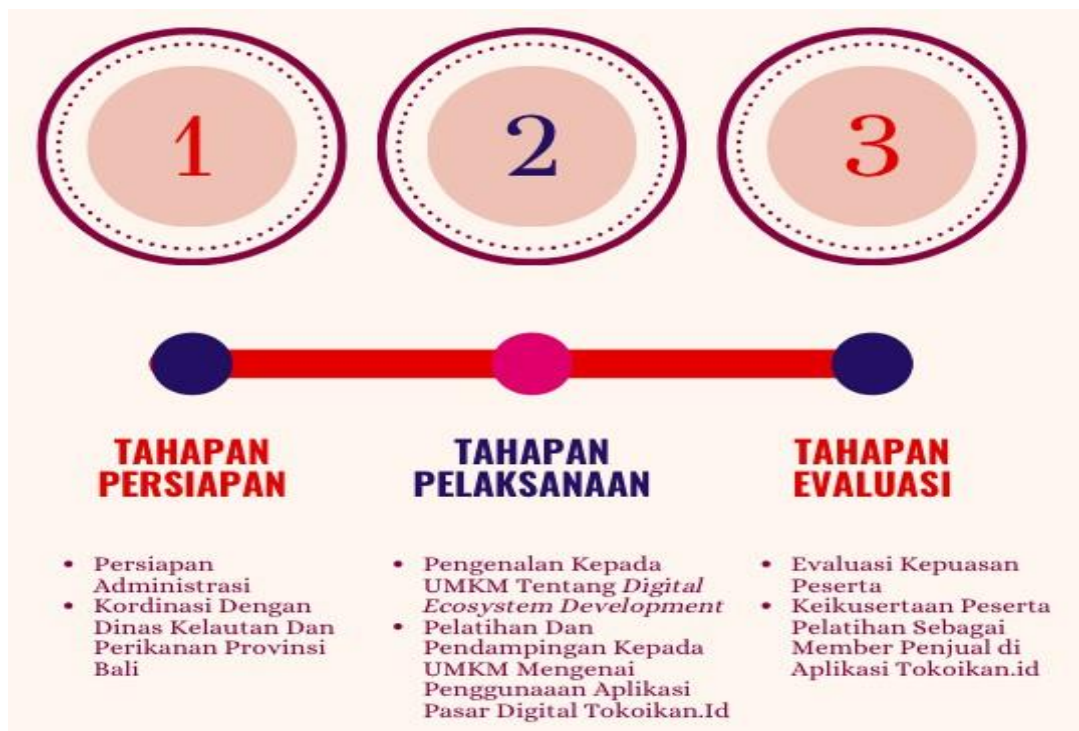 1
2
3
TAHAPAN
PERSIAPAN
TAHAPAN
PELAKSANAAN
TAHAPAN
EVALUASI
• Persiapan
Administrasi
• Kordinasi Dengan
Dinas Kelautan Dan
Perikanan Provinsi
Bali
• Pengenalan Kepada
UMKM Tentang Digital
Ecosystem Development
• Pelatihan Dan
Pendampingan Kepada
UMKM Mengenai
Penggunaaan Aplikasi
Pasar Digital Tokoikan.Id
• Evaluasi Kepuasan
Peserta
• Keikusertaan Peserta
Pelatihan Sebagai
Member Penjual di
Aplikasi Tokoikan.id